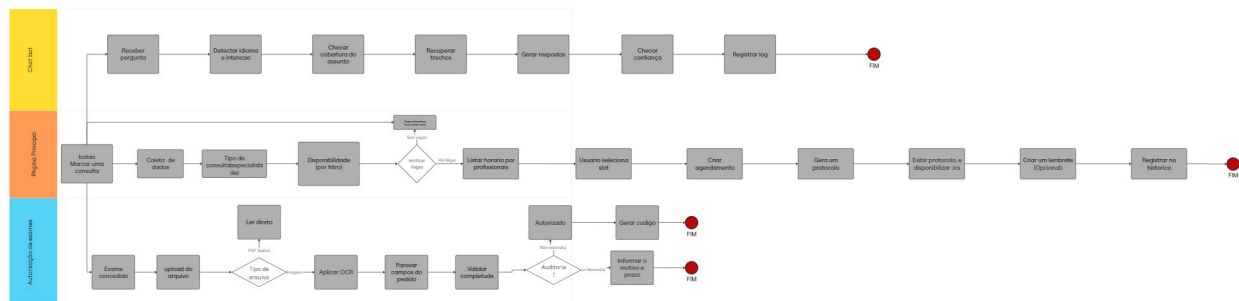 Chat bot
Receber
pergunta
Detectar idioma
e intencao
Checar
cobertura do
assunto
Recuperar
trechos
Gerar respostas
Checar
confiança
Registrar log
FIM
PÁgina Principal
botao
Marcar uma
consulta
Coleta de
dados
Tipo de
consulta(especialida
de)
Disponibilidade
(por filtro)
Sem vagas
Verificar
Vagas
Há vagas
Listar horario por
profissionais
Usuario seleciona
slot
Criar
agendamento
Gera um
protocolo
Exibir protocolo, e
disponibilizar .ics
Criar um lembrete
(Opcional)
Registrar no
historico
FIM
Autorização de exames
Exame
concedido
upload do
arquivo
Ler direto
Tipo de
arquivo
Imagem
Aplicar OCR
Parsear
campos do
pedido
Validar
completude
Autorizado
Gerar codigo
FIM
Não necessita
Auditoria
?
Necessita
Informar o
motivo e
prazo
FIM